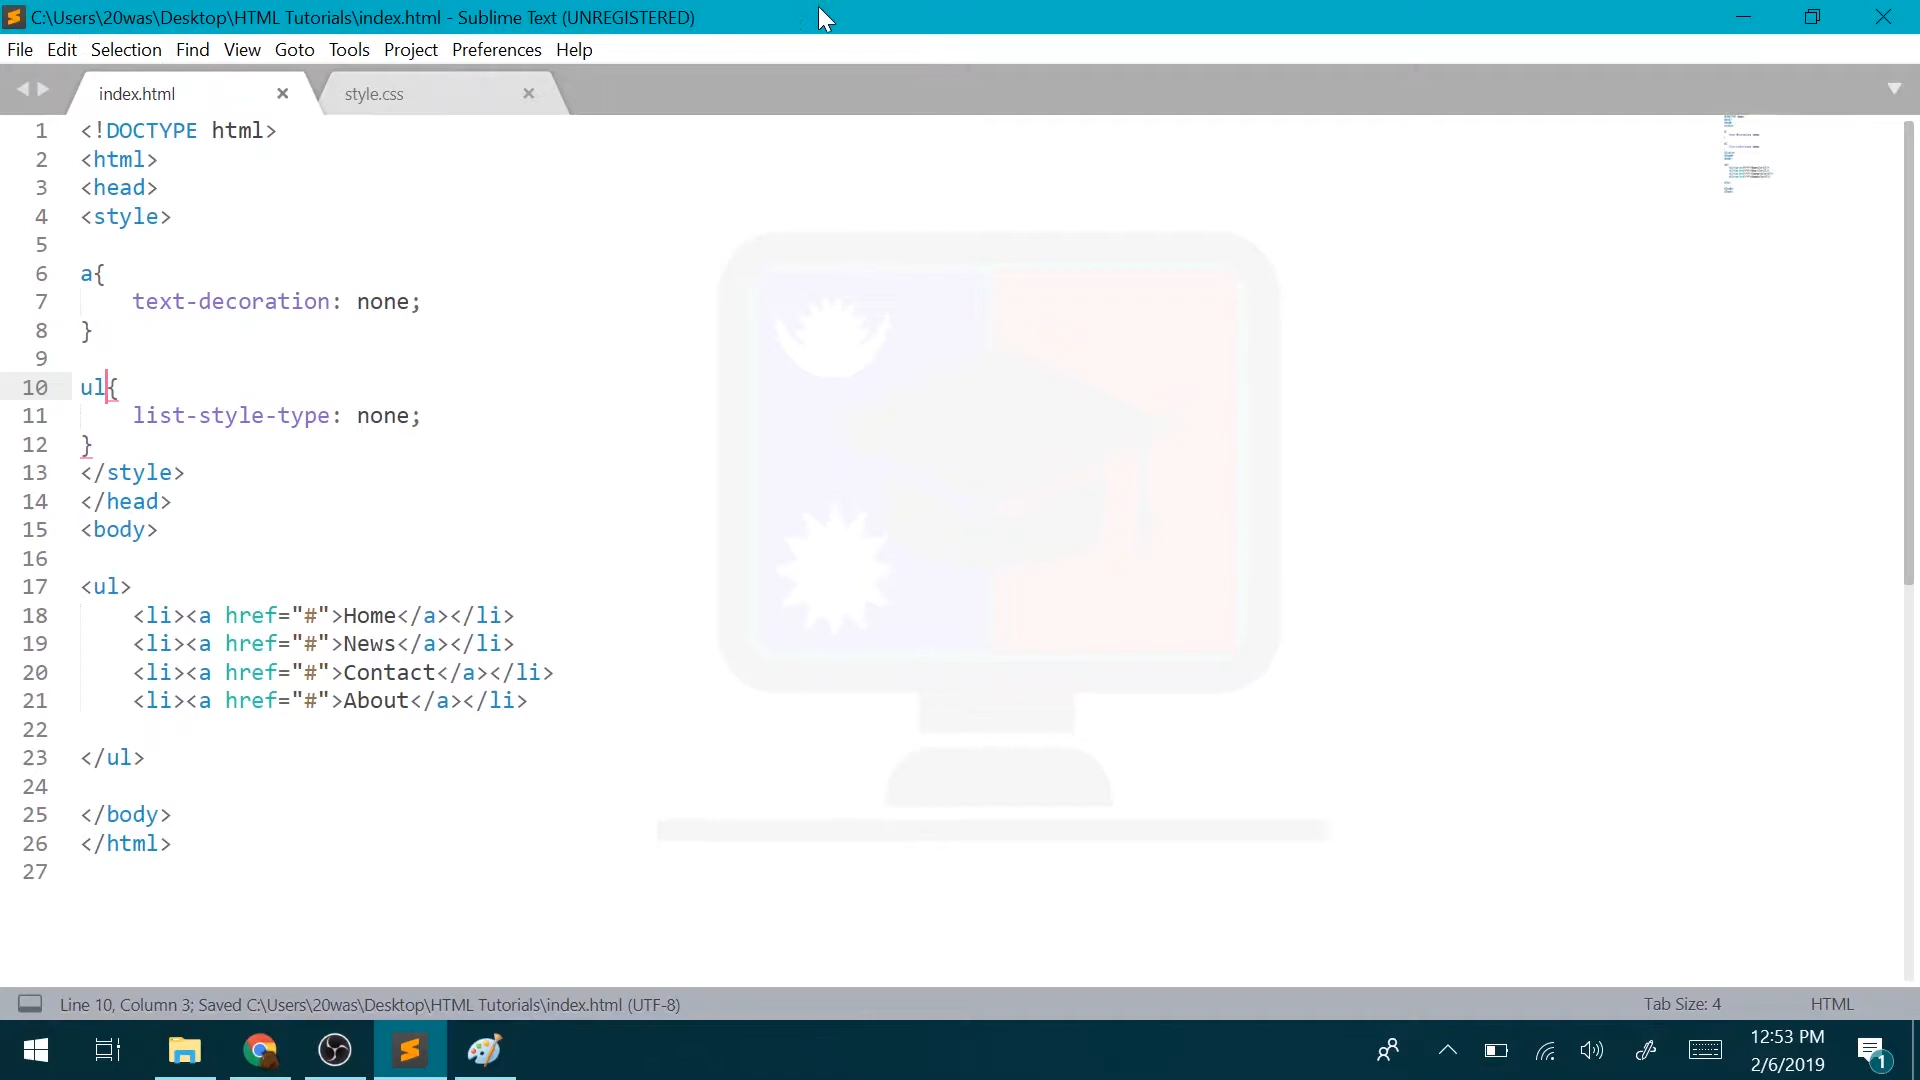 C:\Users\20was\Desktop\HTML Tutorials\index.html - Sublime Text (UNREGISTERED)
File Edit Selection Find View Goto Tools Project Preferences Help
index.html style.css
1 <!DOCTYPE html>
2 <html>
3 <head>
4 <style>
5
6 a{
7 text-decoration: none;
8 }
9
10 ul{
11 list-style-type: none;
12 }
13 </style>
14 </head>
15 <body>
16
17 <ul>
18 <li><a href="#">Home</a></li>
19 <li><a href="#">News</a></li>
20 <li><a href="#">Contact</a></li>
21 <li><a href="#">About</a></li>
22
23 </ul>
24
25 </body>
26 </html>
27
Line 10, Column 3; Saved C:\Users\20was\Desktop\HTML Tutorials\index.html (UTF-8) Tab Size: 4 HTML
12:53 PM
2/6/2019
1